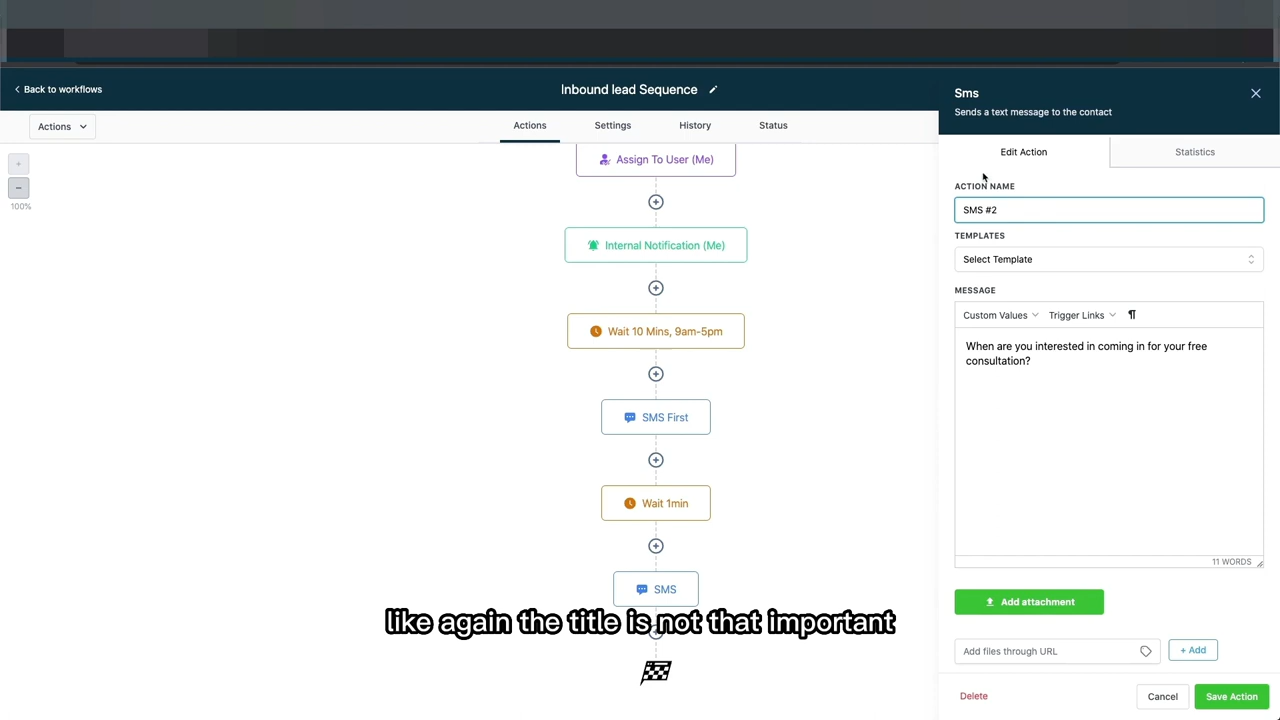 Back to workflows
Inbound lead Sequence
Actions
Actions
Settings
History
Status
100%
Assign To User (Me)
Internal Notification (Me)
Wait 10 Mins, 9am-5pm
SMS First
Wait 1min
SMS
like again the title is not that important
Sms
Sends a text message to the contact
Edit Action
Statistics
ACTION NAME
SMS #2
TEMPLATES
Select Template
MESSAGE
Custom Values
Trigger Links
When are you interested in coming in for your free
consultation?
11 WORDS
Add attachment
Add files through URL
+ Add
Delete
Cancel
Save Action